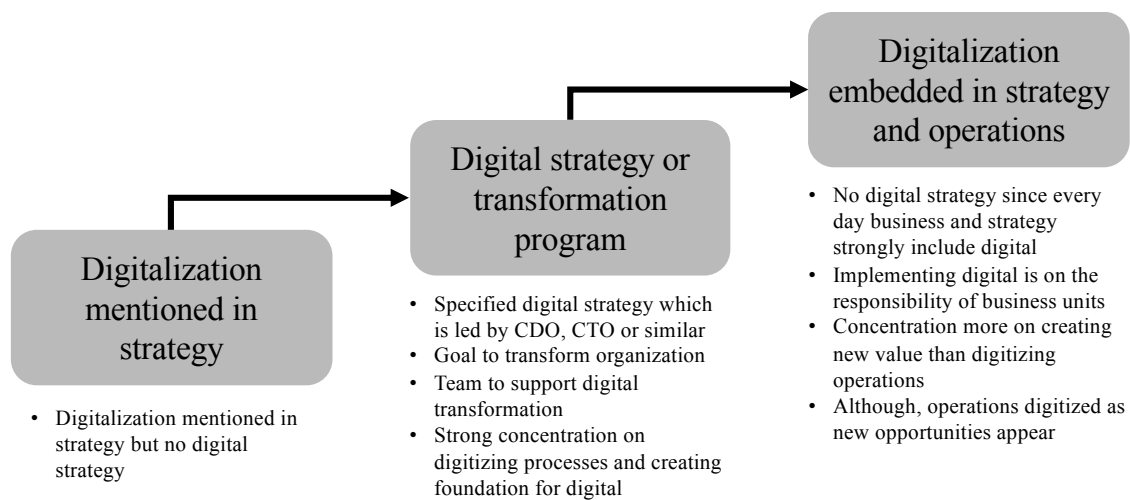 Digitalization
mentioned in
strategy
• Digitalization mentioned in
strategy but no digital
strategy
Digital strategy or
transformation
program
• Specified digital strategy which
is led by CDO, CTO or similar
• Goal to transform organization
• Team to support digital
transformation
• Strong concentration on
digitizing processes and creating
foundation for digital
Digitalization
embedded in strategy
and operations
• No digital strategy since every
day business and strategy
strongly include digital
• Implementing digital is on the
responsibility of business units
• Concentration more on creating
new value than digitizing
operations
• Although, operations digitized as
new opportunities appear